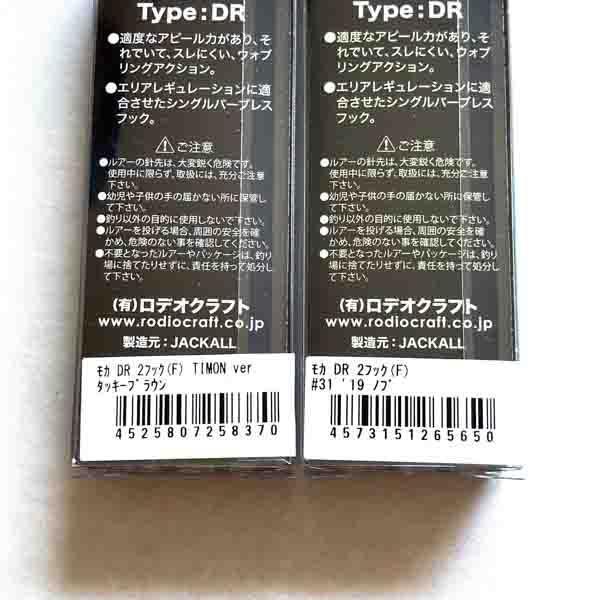 Type:DR
●適度なアピール力があり、そ
れでいて、スレにくい、ウォブ
リングアクション。
●エリアレギュレーションに適
合させたシングルバーブレス
フック。
ご注意
●ルアーの針先は、大変鋭く危険です。
使用中に限らず、取扱には、充分ご注意
下さい。
●幼児や子供の手の届かない所に保管し
て下さい。
●釣り以外の目的に使用しないで下さい。
●ルアーを投げる場合、周囲の安全を確
かめ、危険のない事を確認してください。
●不要となったルアーやパッケージは、釣り
場に捨てたりせずに、責任を持って処分し
て下さい。
(有)ロデオクラフト
www.rodiocraft.co.jp
製造元:JACKALL
モカ DR 2フック(F) TIMON ver
タッキーブラウン
4525807258370
Type:DR
●適度なアピール力があり、そ
れでいて、スレにくい、ウォブ
リングアクション。
●エリアレギュレーションに適
合させたシングルバーブレス
フック。
ご注意
●ルアーの針先は、大変鋭く危険です。
使用中に限らず、取扱には、充分ご注意
下さい。
●幼児や子供の手の届かない所に保管し
て下さい。
●釣り以外の目的に使用しないで下さい。
●ルアーを投げる場合、周囲の安全を確
かめ、危険のない事を確認してください。
●不要となったルアーやパッケージは、釣り
場に捨てたりせずに、責任を持って処分し
て下さい。
(有)ロデオクラフト
www.rodiocraft.co.jp
製造元:JACKALL
モカ DR 2フック(F)
#31 '19 ノブ
4573151265650